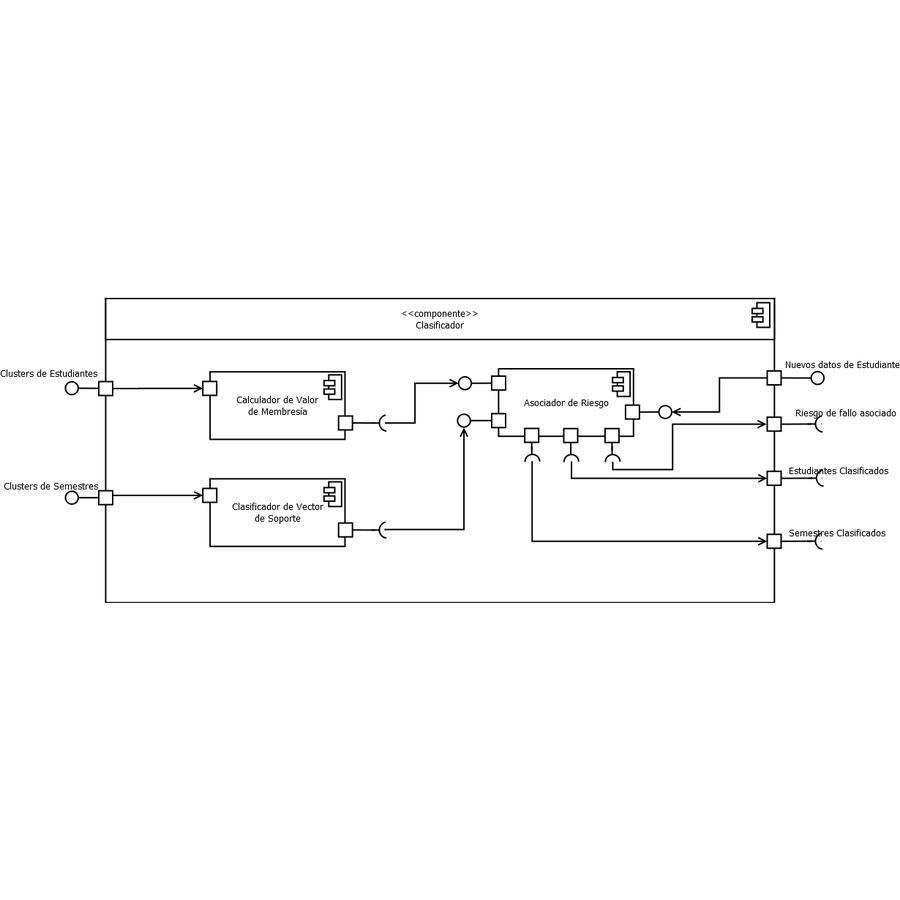 <<componente>>
Clasificador
Clusters de Estudiantes
Clusters de Semestres
Calculador de Valor
de Membresía
Clasificador de Vector
de Soporte
Asociador de Riesgo
Nuevos datos de Estudiante
Riesgo de fallo asociado
Estudiantes Clasificados
Semestres Clasificados